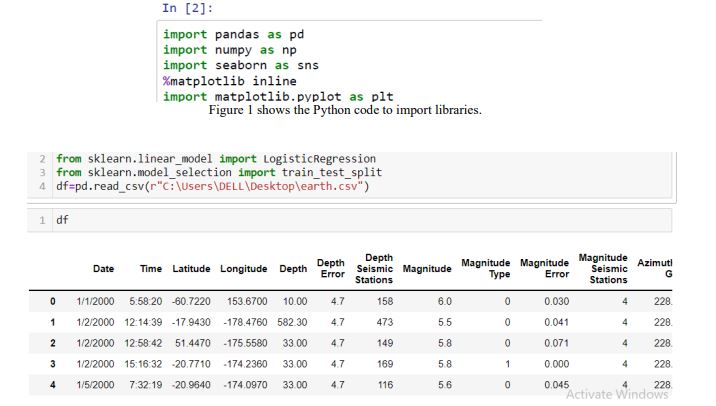 In [2]:
import pandas as pd
import numpy as np
import seaborn as sns
%matplotlib inline
import matplotlib.pyplot as plt
Figure 1 shows the Python code to import libraries.
2 from sklearn.linear_model import LogisticRegression
3 from sklearn.model_selection import train_test_split
4 df=pd.read_csv(r"C:\Users\DELL\Desktop\earth.csv")
1 df
Date Time Latitude Longitude Depth Depth Error Depth Seismic Stations Magnitude Magnitude Type Magnitude Error Magnitude Seismic Stations Azimuth G
0 1/1/2000 5:58:20 -60.7220 153.6700 10.00 4.7 158 6.0 0 0.030 4 228.
1 1/2/2000 12:14:39 -17.9430 -178.4760 582.30 4.7 473 5.5 0 0.041 4 228.
2 1/2/2000 12:58:42 51.4470 -175.5580 33.00 4.7 149 5.8 0 0.071 4 228.
3 1/2/2000 15:16:32 -20.7710 -174.2360 33.00 4.7 169 5.8 1 0.000 4 228.
4 1/5/2000 7:32:19 -20.9640 -174.0970 33.00 4.7 116 5.6 0 0.045 4 228.
Activate Windows